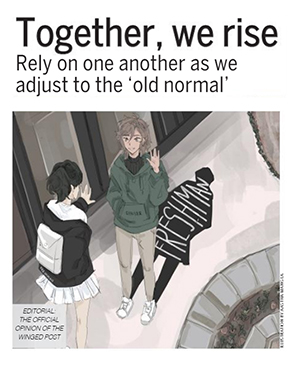 Together, we rise
Rely on one another as we
adjust to the ‘old normal’
FRESHMAN
EDITORIAL:
THE OFFICIAL
OPINION OF THE
WINGED POST